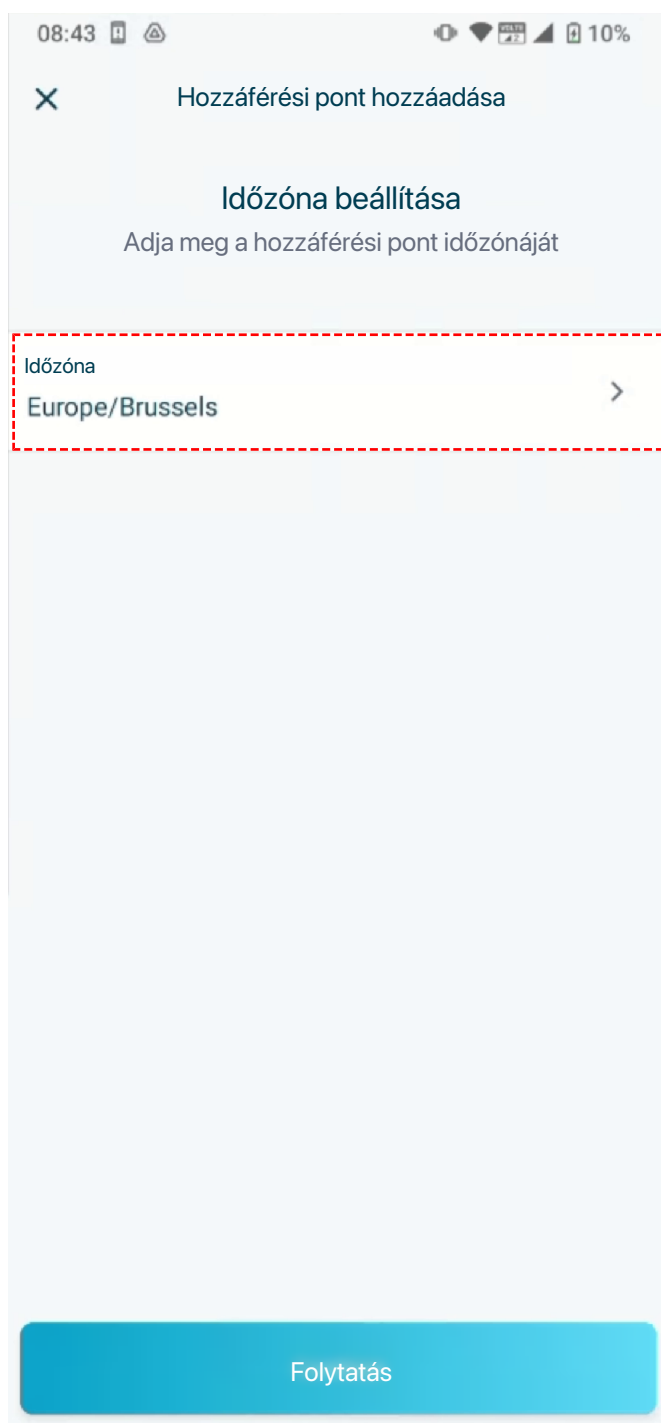 08:43 10%
Hozzáférési pont hozzáadása
Időzóna beállítása
Adja meg a hozzáférési pont időzónáját
Időzóna
Europe/Brussels
Folytatás